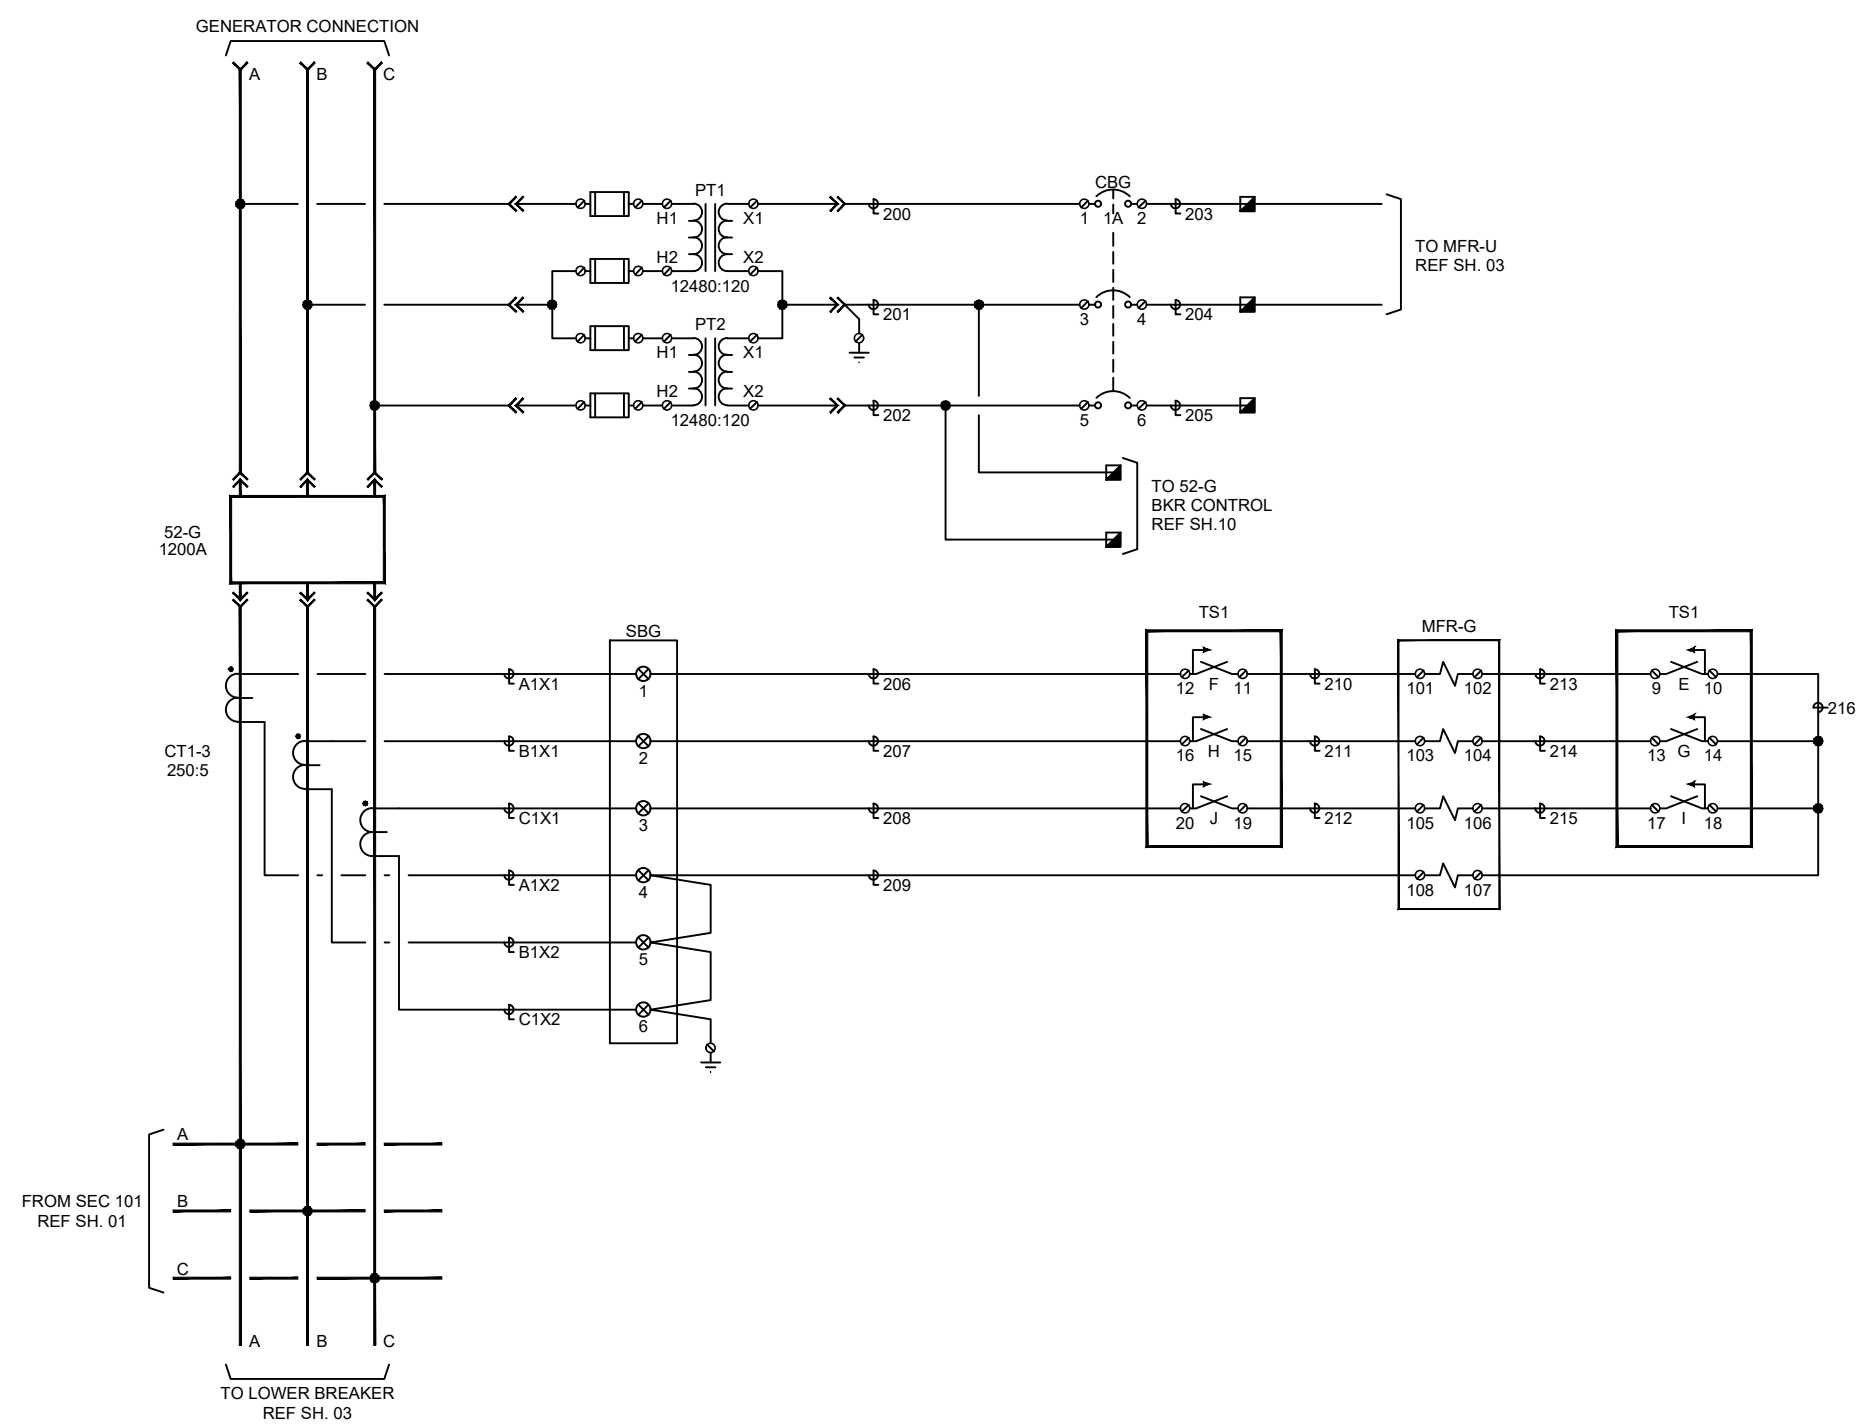 GENERATOR CONNECTION
A B C
PT1
CBG
H1 X1 200 1 1A 2 203
TO MFR-U
REF SH. 03
H2 X2
12480:120
201 3 4 204
PT2
H1 X1
H2 X2
12480:120
202 5 6 205
TO 52-G
BKR CONTROL
REF SH.10
52-G
1200A
SBG
TS1
MFR-G
TS1
A1X1 1 206 12 F 11 210 101 102 213 9 E 10
216
CT1-3
250:5
B1X1 2 207 16 H 15 211 103 104 214 13 G 14
C1X1 3 208 20 J 19 212 105 106 215 17 I 18
A1X2 4 209 108 107
B1X2 5
C1X2 6
A
B
C
FROM SEC 101
REF SH. 01
A B C
TO LOWER BREAKER
REF SH. 03